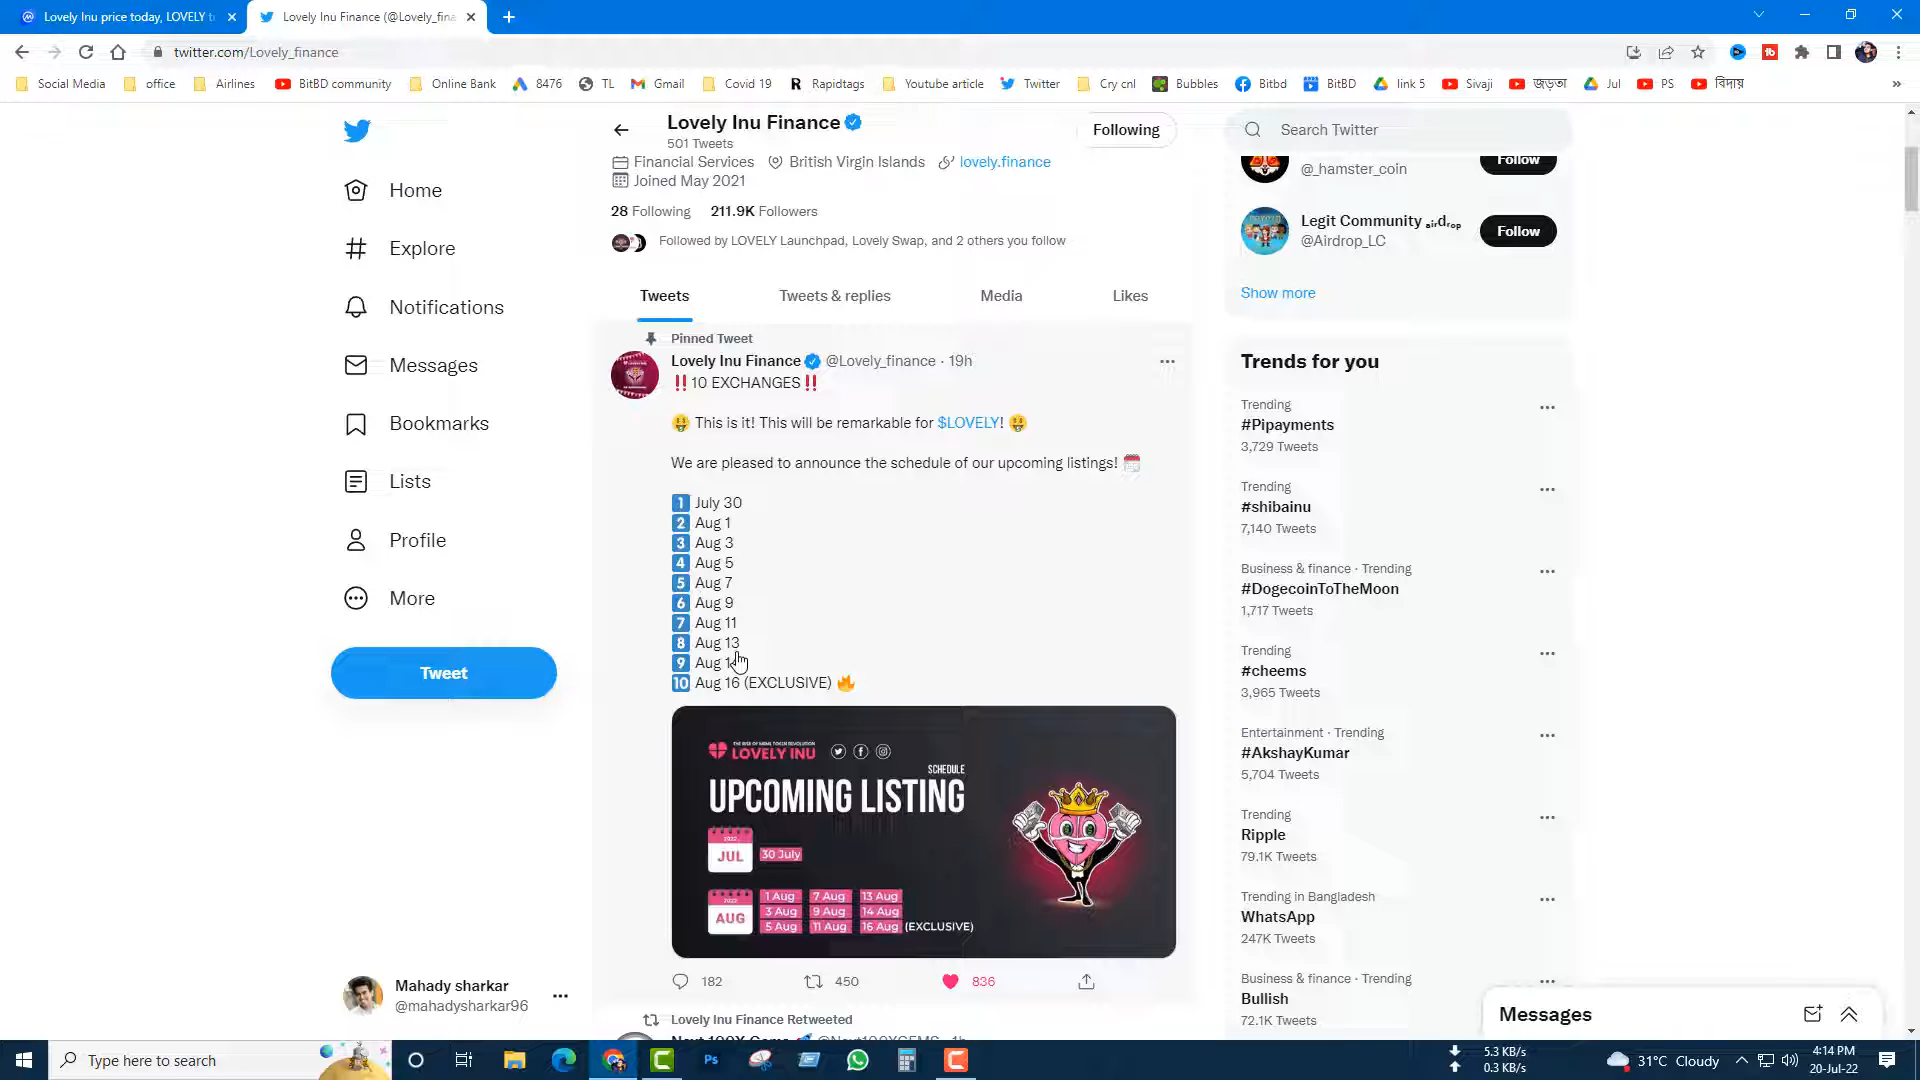 Lovely Inu price today, LOVELY t
Lovely Inu Finance (@Lovely_fina
twitter.com/Lovely_finance
Social Media
office
Airlines
BitBD community
Online Bank
8476
TL
Gmail
Covid 19
Rapidtags
Youtube article
Twitter
Cry cnl
Bubbles
Bitbd
BitBD
link 5
Sivaji
জড়তা
Jul
PS
বিদায়
Home
Explore
Notifications
Messages
Bookmarks
Lists
Profile
More
Tweet
Mahady sharkar
@mahadysharkar96
Lovely Inu Finance
501 Tweets
Following
Financial Services British Virgin Islands lovely.finance
Joined May 2021
28 Following 211.9K Followers
Followed by LOVELY Launchpad, Lovely Swap, and 2 others you follow
Tweets Tweets & replies Media Likes
Pinned Tweet
Lovely Inu Finance @Lovely_finance · 19h
‼️10 EXCHANGES‼️
🤑 This is it! This will be remarkable for $LOVELY! 🤑
We are pleased to announce the schedule of our upcoming listings! 🗓
1 July 30
2 Aug 1
3 Aug 3
4 Aug 5
5 Aug 7
6 Aug 9
7 Aug 11
8 Aug 13
9 Aug
10 Aug 16 (EXCLUSIVE) 🔥
THE RISE OF MEME TOKEN REVOLUTION
LOVELY INU
SCHEDULE
UPCOMING LISTING
2022
JUL
30 July
2022
AUG
1 Aug 7 Aug 13 Aug
3 Aug 9 Aug 14 Aug
5 Aug 11 Aug 16 Aug (EXCLUSIVE)
182 450 836
Lovely Inu Finance Retweeted
Search Twitter
@_hamster_coin
Follow
Legit Community ₐᵢᵣdᵣₒₚ
@Airdrop_LC
Follow
Show more
Trends for you
Trending
#Pipayments
3,729 Tweets
Trending
#shibainu
7,140 Tweets
Business & finance · Trending
#DogecoinToTheMoon
1,717 Tweets
Trending
#cheems
3,965 Tweets
Entertainment · Trending
#AkshayKumar
5,704 Tweets
Trending
Ripple
79.1K Tweets
Trending in Bangladesh
WhatsApp
247K Tweets
Business & finance · Trending
Bullish
72.1K Tweets
Messages
Type here to search
5.3 KB/s
0.3 KB/s
31°C Cloudy
4:14 PM
20-Jul-22